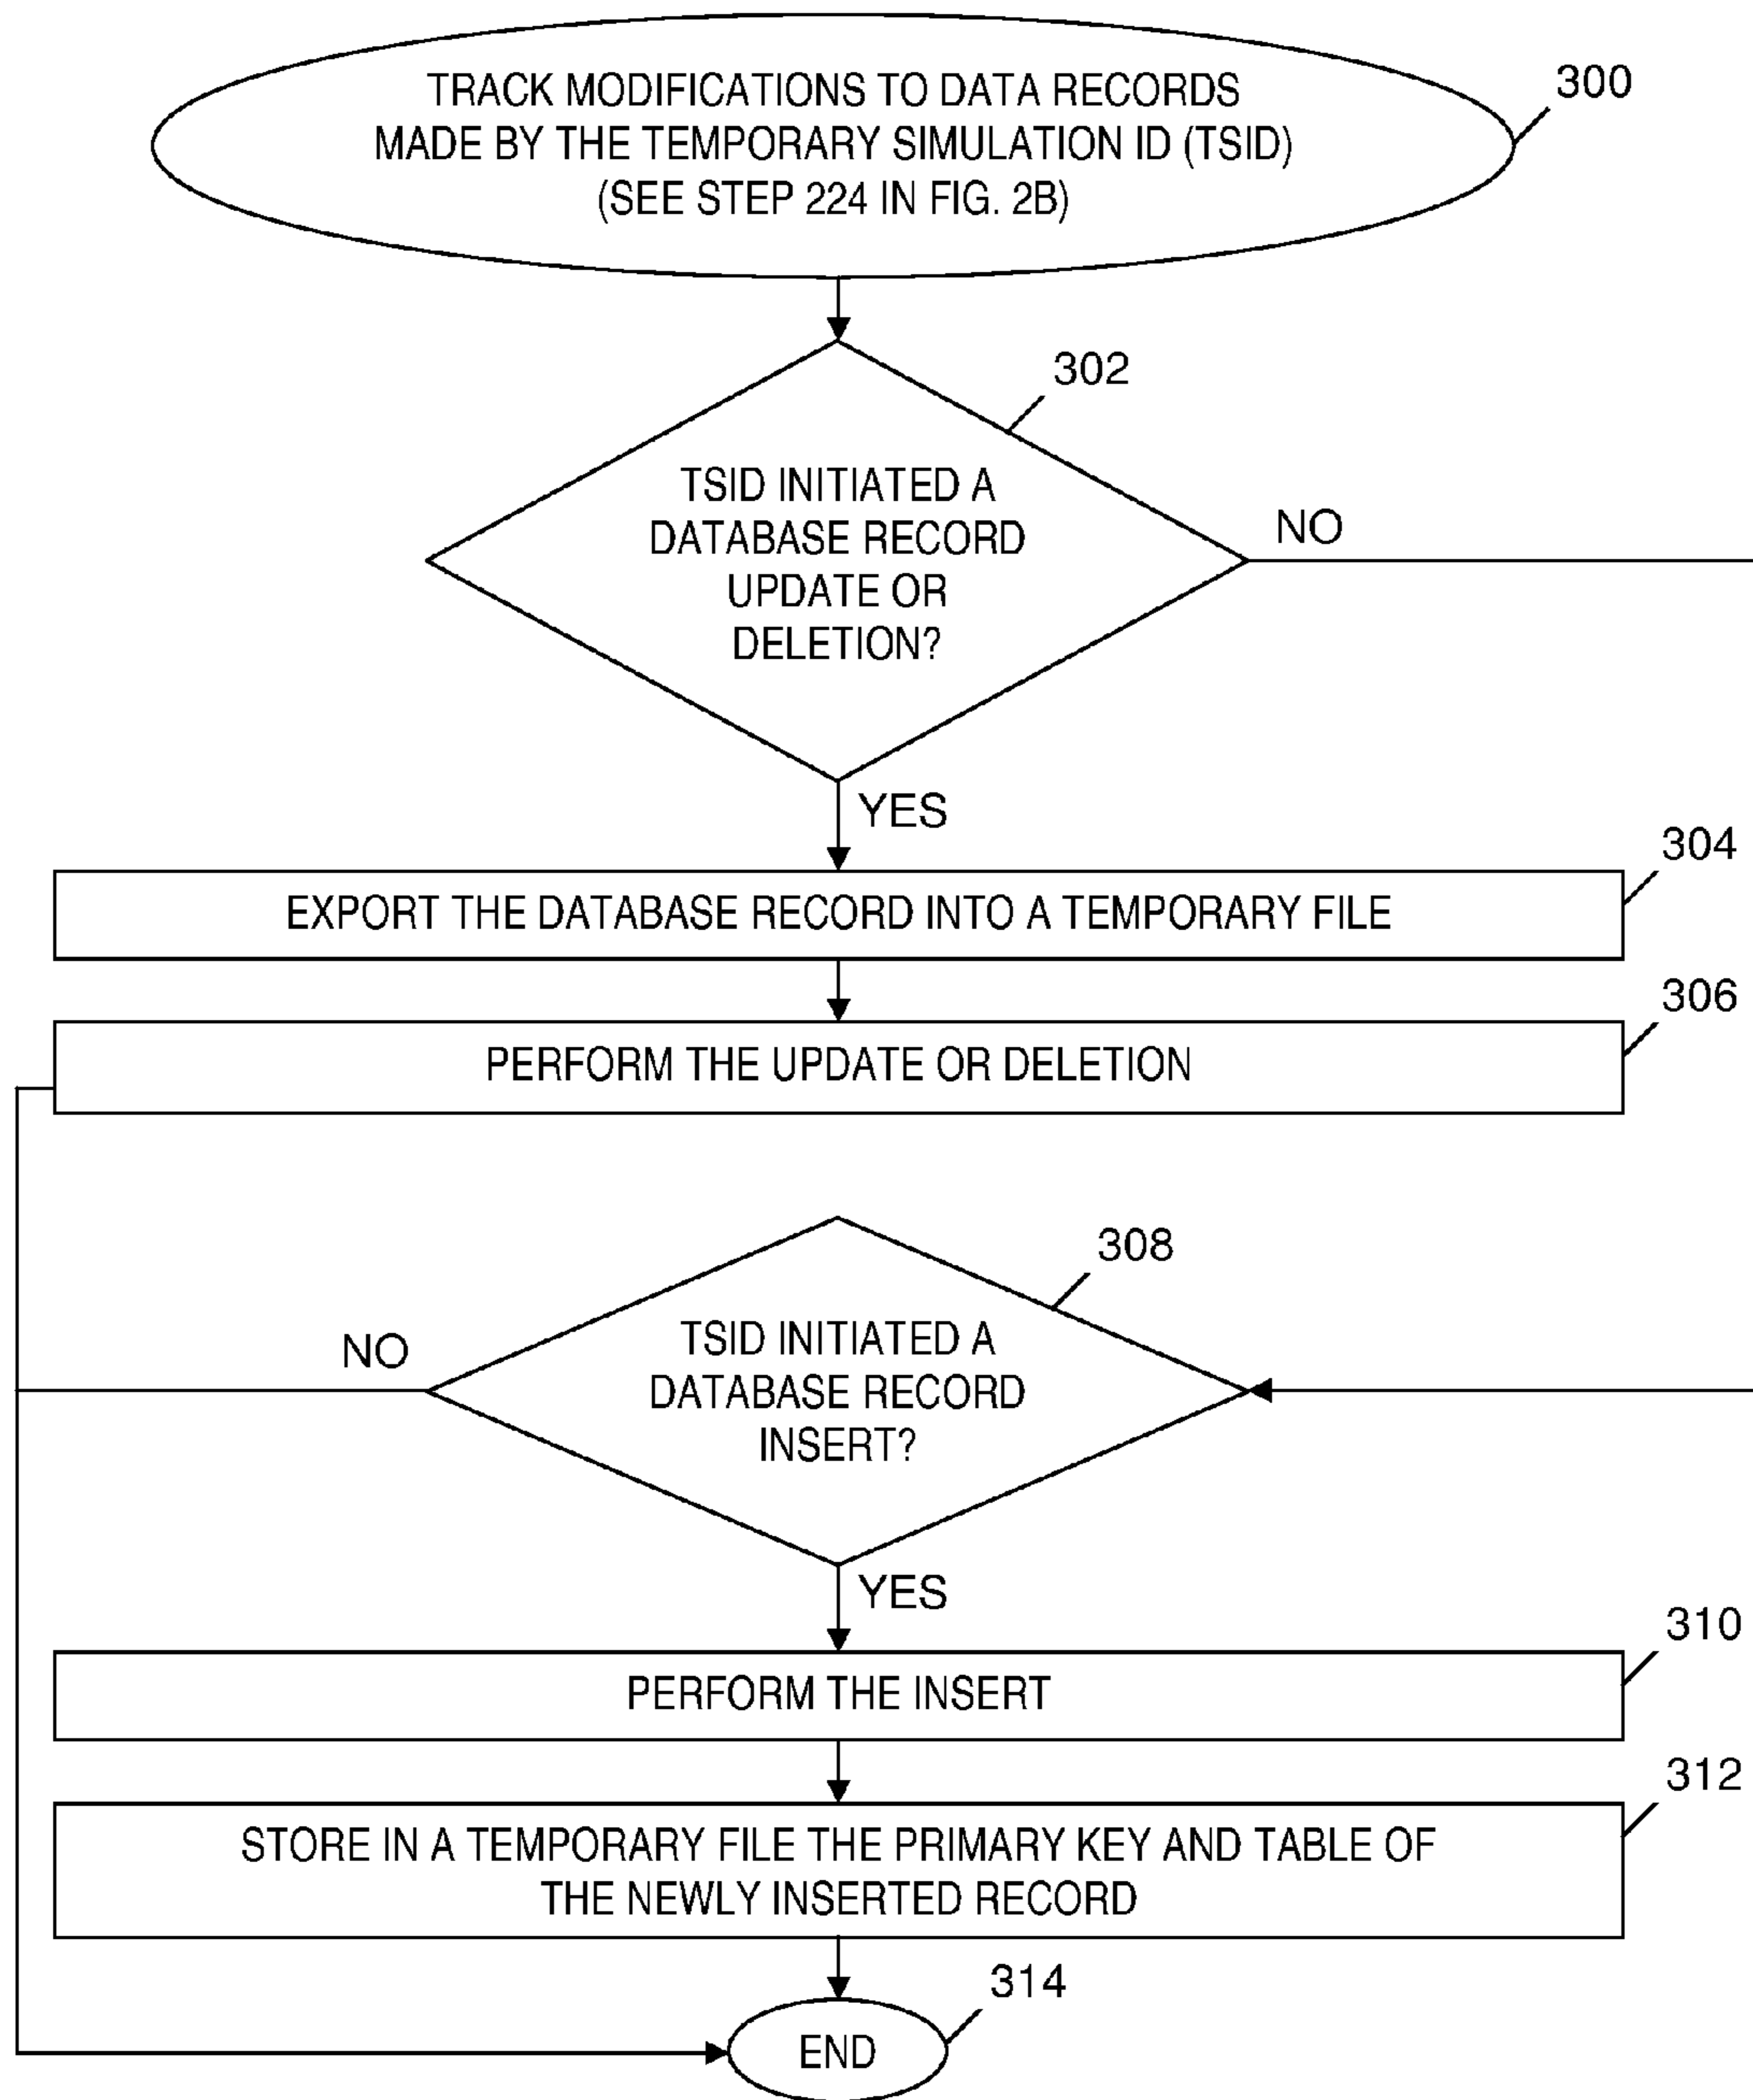 TRACK MODIFICATIONS TO DATA RECORDS
MADE BY THE TEMPORARY SIMULATION ID (TSID)
(SEE STEP 224 IN FIG. 2B)
300
302
TSID INITIATED A
DATABASE RECORD
UPDATE OR
DELETION?
NO
YES
304
EXPORT THE DATABASE RECORD INTO A TEMPORARY FILE
306
PERFORM THE UPDATE OR DELETION
308
TSID INITIATED A
DATABASE RECORD
INSERT?
NO
YES
310
PERFORM THE INSERT
312
STORE IN A TEMPORARY FILE THE PRIMARY KEY AND TABLE OF
THE NEWLY INSERTED RECORD
314
END